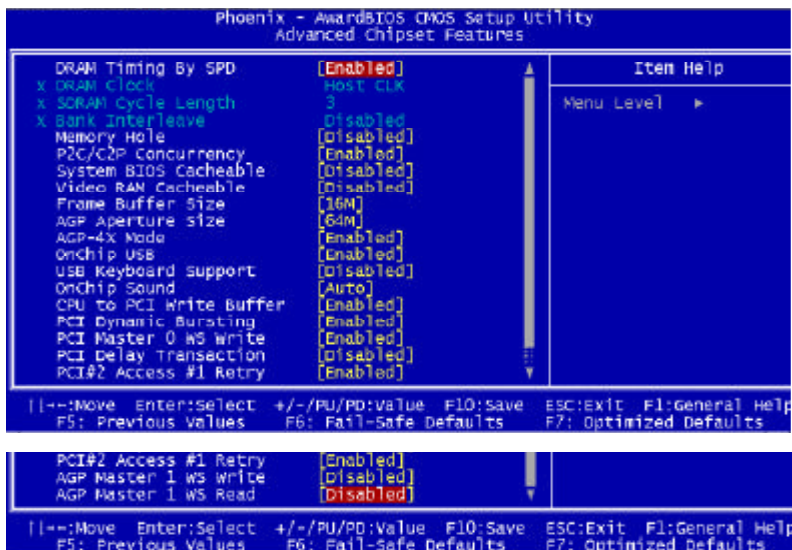 Phoenix - AwardBIOS CMOS Setup Utility
Advanced Chipset Features
DRAM Timing By SPD [Enabled] Item Help
x DRAM Clock Host CLK
x SDRAM Cycle Length 3 Menu Level ►
x Bank Interleave Disabled
Memory Hole [Disabled]
P2C/C2P Concurrency [Enabled]
System BIOS Cacheable [Disabled]
Video RAM Cacheable [Disabled]
Frame Buffer Size [16M]
AGP Aperture Size [64M]
AGP-4X Mode [Enabled]
OnChip USB [Enabled]
USB Keyboard Support [Disabled]
OnChip Sound [Auto]
CPU to PCI Write Buffer [Enabled]
PCI Dynamic Bursting [Enabled]
PCI Master 0 WS Write [Enabled]
PCI Delay Transaction [Disabled]
PCI#2 Access #1 Retry [Enabled]
||--:Move Enter:Select +/-/PU/PD:Value F10:Save ESC:Exit F1:General Help
F5: Previous Values F6: Fail-Safe Defaults F7: Optimized Defaults
PCI#2 Access #1 Retry [Enabled]
AGP Master 1 WS Write [Disabled]
AGP Master 1 WS Read [Disabled]
||--:Move Enter:Select +/-/PU/PD:Value F10:Save ESC:Exit F1:General Help
F5: Previous Values F6: Fail-Safe Defaults F7: Optimized Defaults